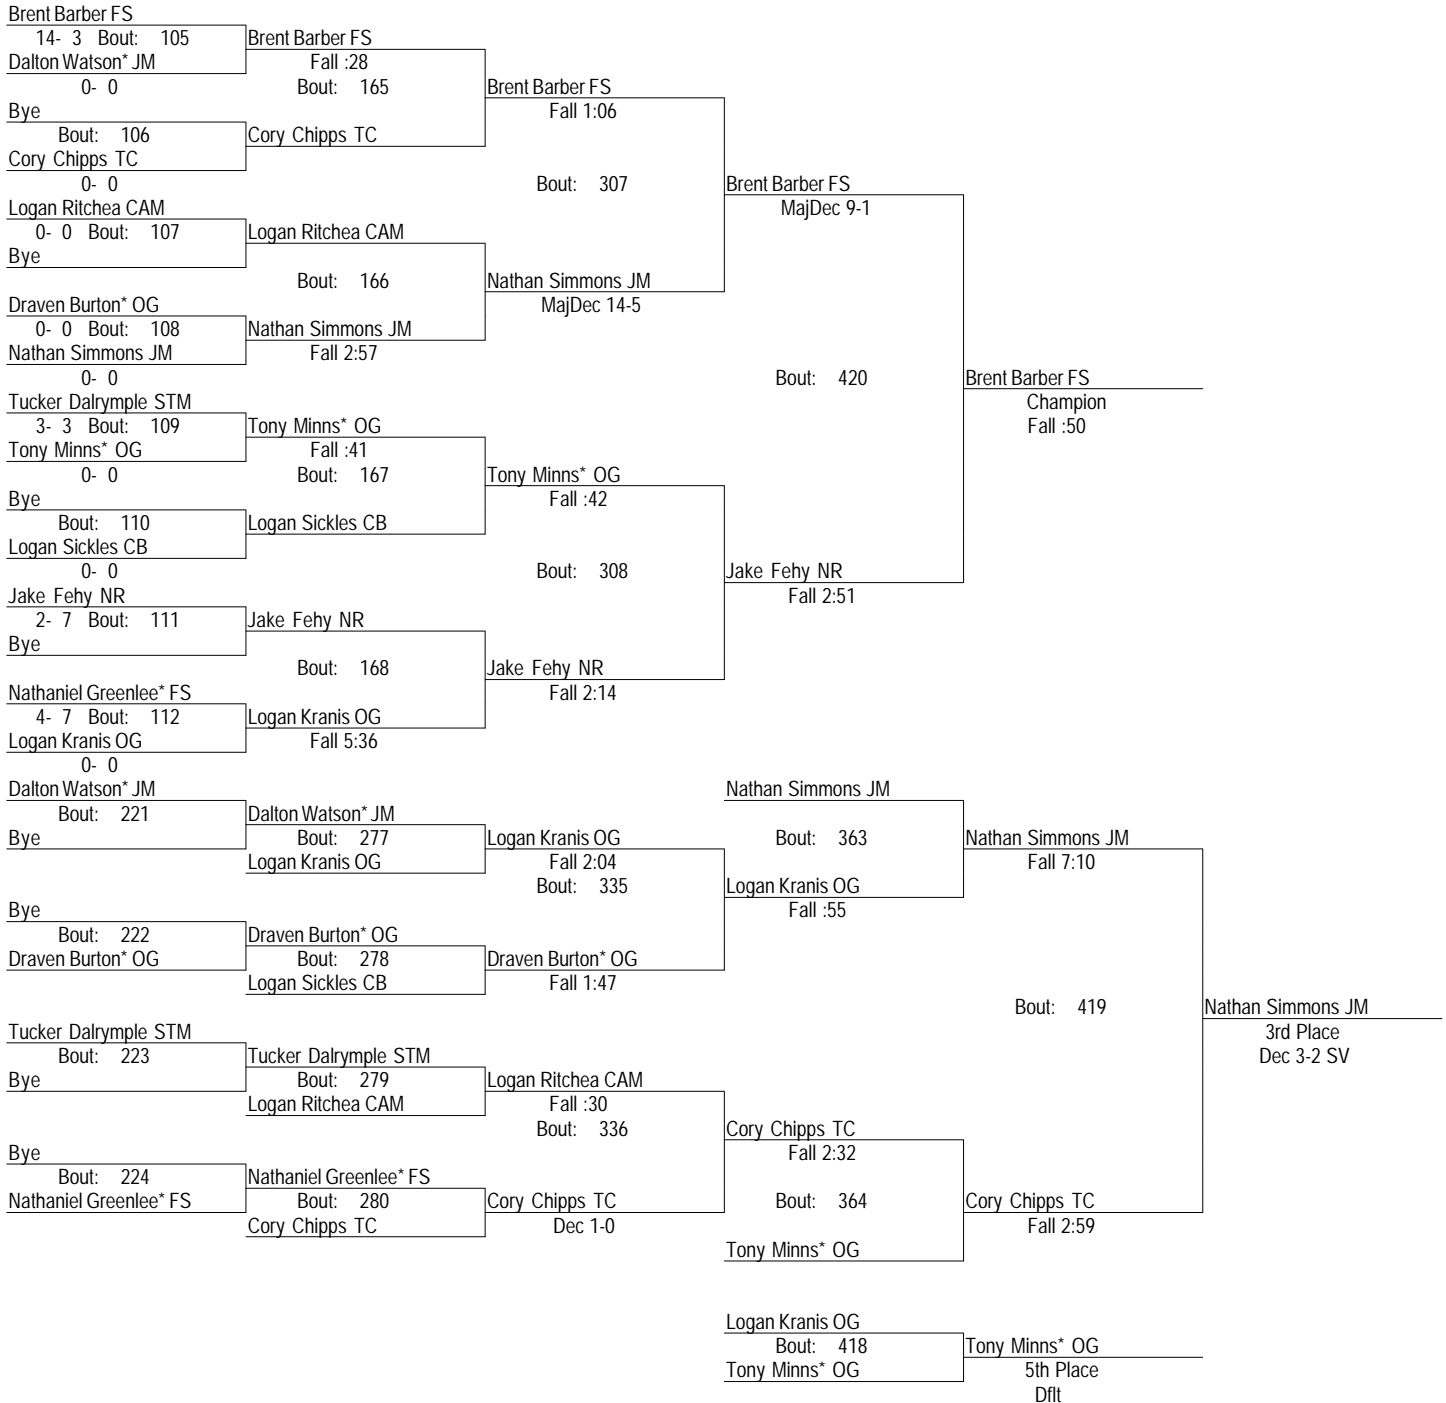 Brent Barber FS
14- 3 Bout: 105
Brent Barber FS
Dalton Watson* JM
Fall :28
0- 0
Bout: 165
Brent Barber FS
Bye
Fall 1:06
Bout: 106
Cory Chipps TC
Cory Chipps TC
0- 0
Bout: 307
Brent Barber FS
Logan Ritchea CAM
MajDec 9-1
0- 0 Bout: 107
Logan Ritchea CAM
Bye
Bout: 166
Nathan Simmons JM
Draven Burton* OG
MajDec 14-5
0- 0 Bout: 108
Nathan Simmons JM
Nathan Simmons JM
Fall 2:57
0- 0
Bout: 420
Brent Barber FS
Tucker Dalrymple STM
Champion
3- 3 Bout: 109
Tony Minns* OG
Fall :50
Tony Minns* OG
Fall :41
0- 0
Bout: 167
Tony Minns* OG
Bye
Fall :42
Bout: 110
Logan Sickles CB
Logan Sickles CB
0- 0
Bout: 308
Jake Fehy NR
Jake Fehy NR
Fall 2:51
2- 7 Bout: 111
Jake Fehy NR
Bye
Bout: 168
Jake Fehy NR
Nathaniel Greenlee* FS
Fall 2:14
4- 7 Bout: 112
Logan Kranis OG
Logan Kranis OG
Fall 5:36
0- 0
Dalton Watson* JM
Nathan Simmons JM
Bout: 221
Dalton Watson* JM
Bye
Bout: 277
Logan Kranis OG
Bout: 363
Nathan Simmons JM
Logan Kranis OG
Fall 2:04
Fall 7:10
Bout: 335
Logan Kranis OG
Bye
Fall :55
Bout: 222
Draven Burton* OG
Draven Burton* OG
Bout: 278
Draven Burton* OG
Logan Sickles CB
Fall 1:47
Bout: 419
Nathan Simmons JM
Tucker Dalrymple STM
3rd Place
Bout: 223
Tucker Dalrymple STM
Dec 3-2 SV
Bye
Bout: 279
Logan Ritchea CAM
Logan Ritchea CAM
Fall :30
Bout: 336
Cory Chipps TC
Bye
Fall 2:32
Bout: 224
Nathaniel Greenlee* FS
Nathaniel Greenlee* FS
Bout: 280
Cory Chipps TC
Bout: 364
Cory Chipps TC
Cory Chipps TC
Dec 1-0
Fall 2:59
Tony Minns* OG
Logan Kranis OG
Bout: 418
Tony Minns* OG
Tony Minns* OG
5th Place
Dflt